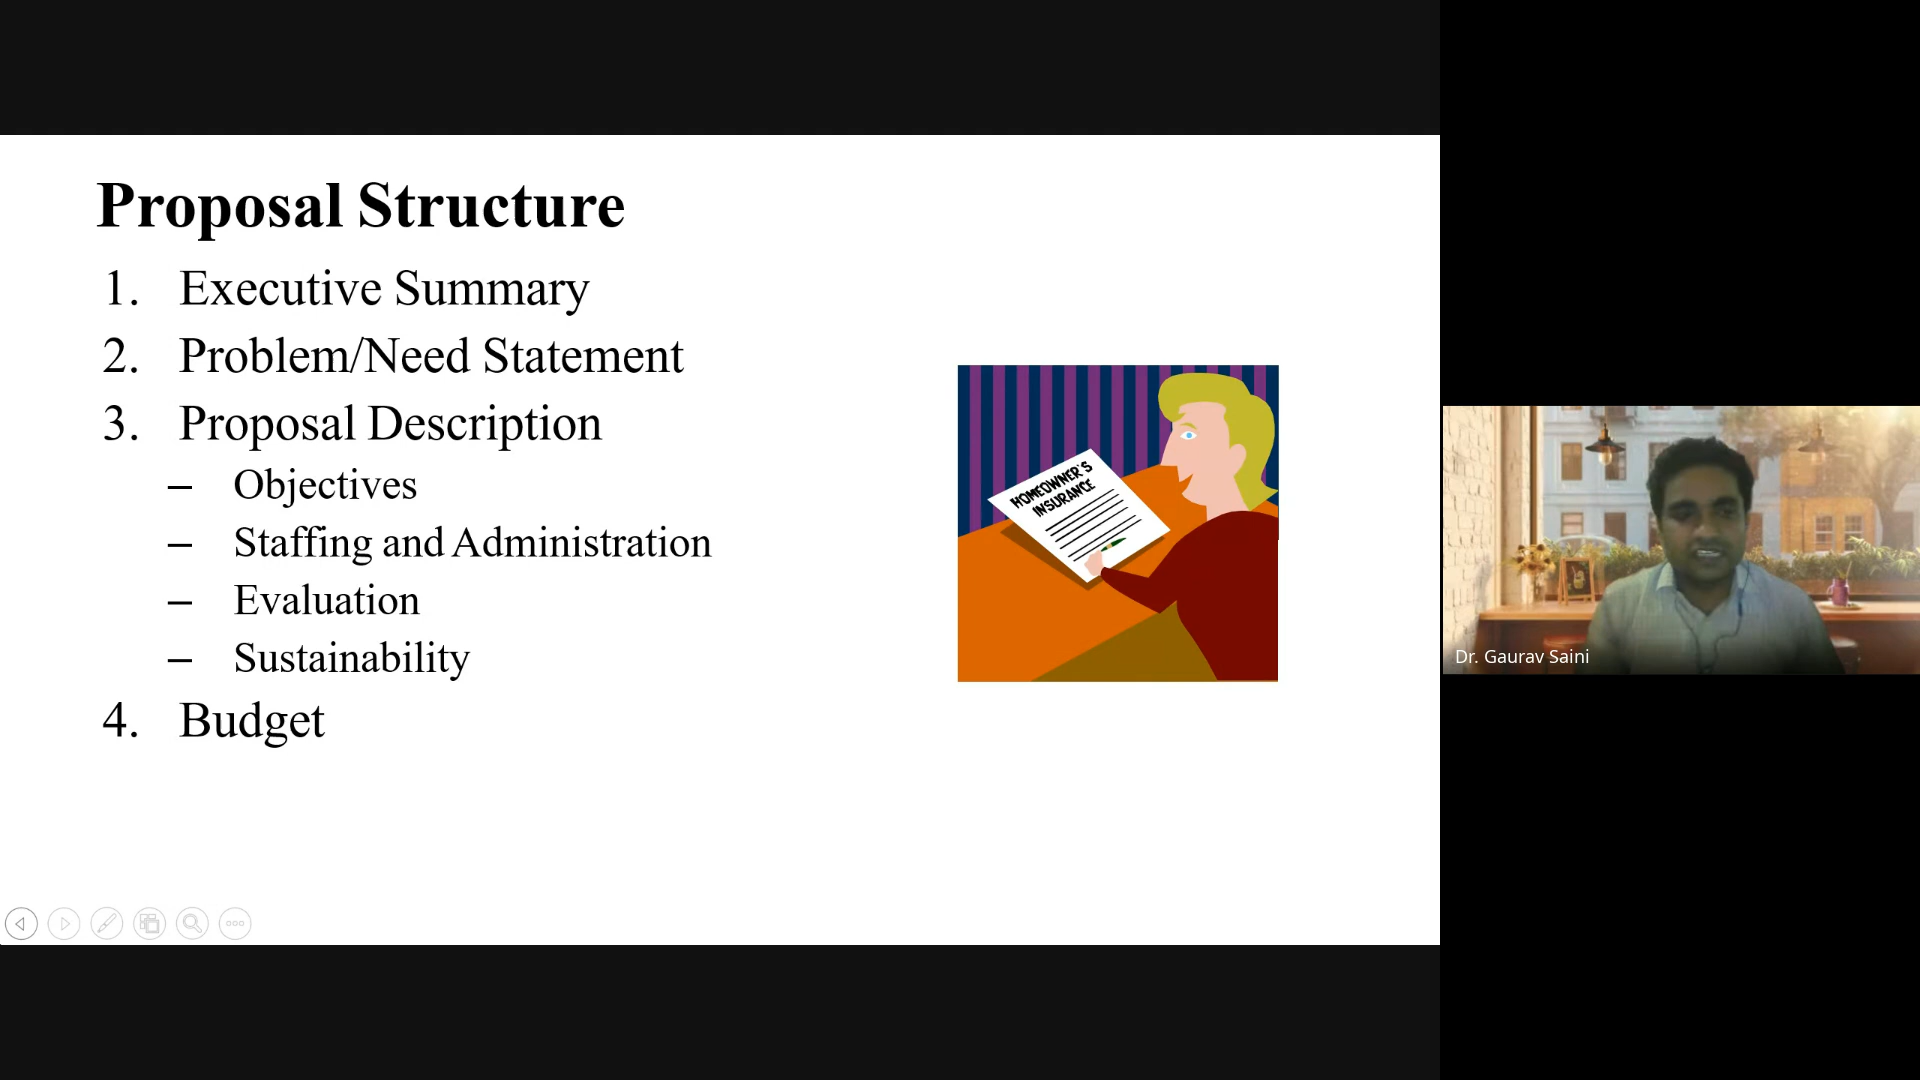 Proposal Structure
1. Executive Summary
2. Problem/Need Statement
3. Proposal Description
– Objectives
– Staffing and Administration
– Evaluation
– Sustainability
4. Budget
HOMEOWNER'S
INSURANCE
Dr. Gaurav Saini